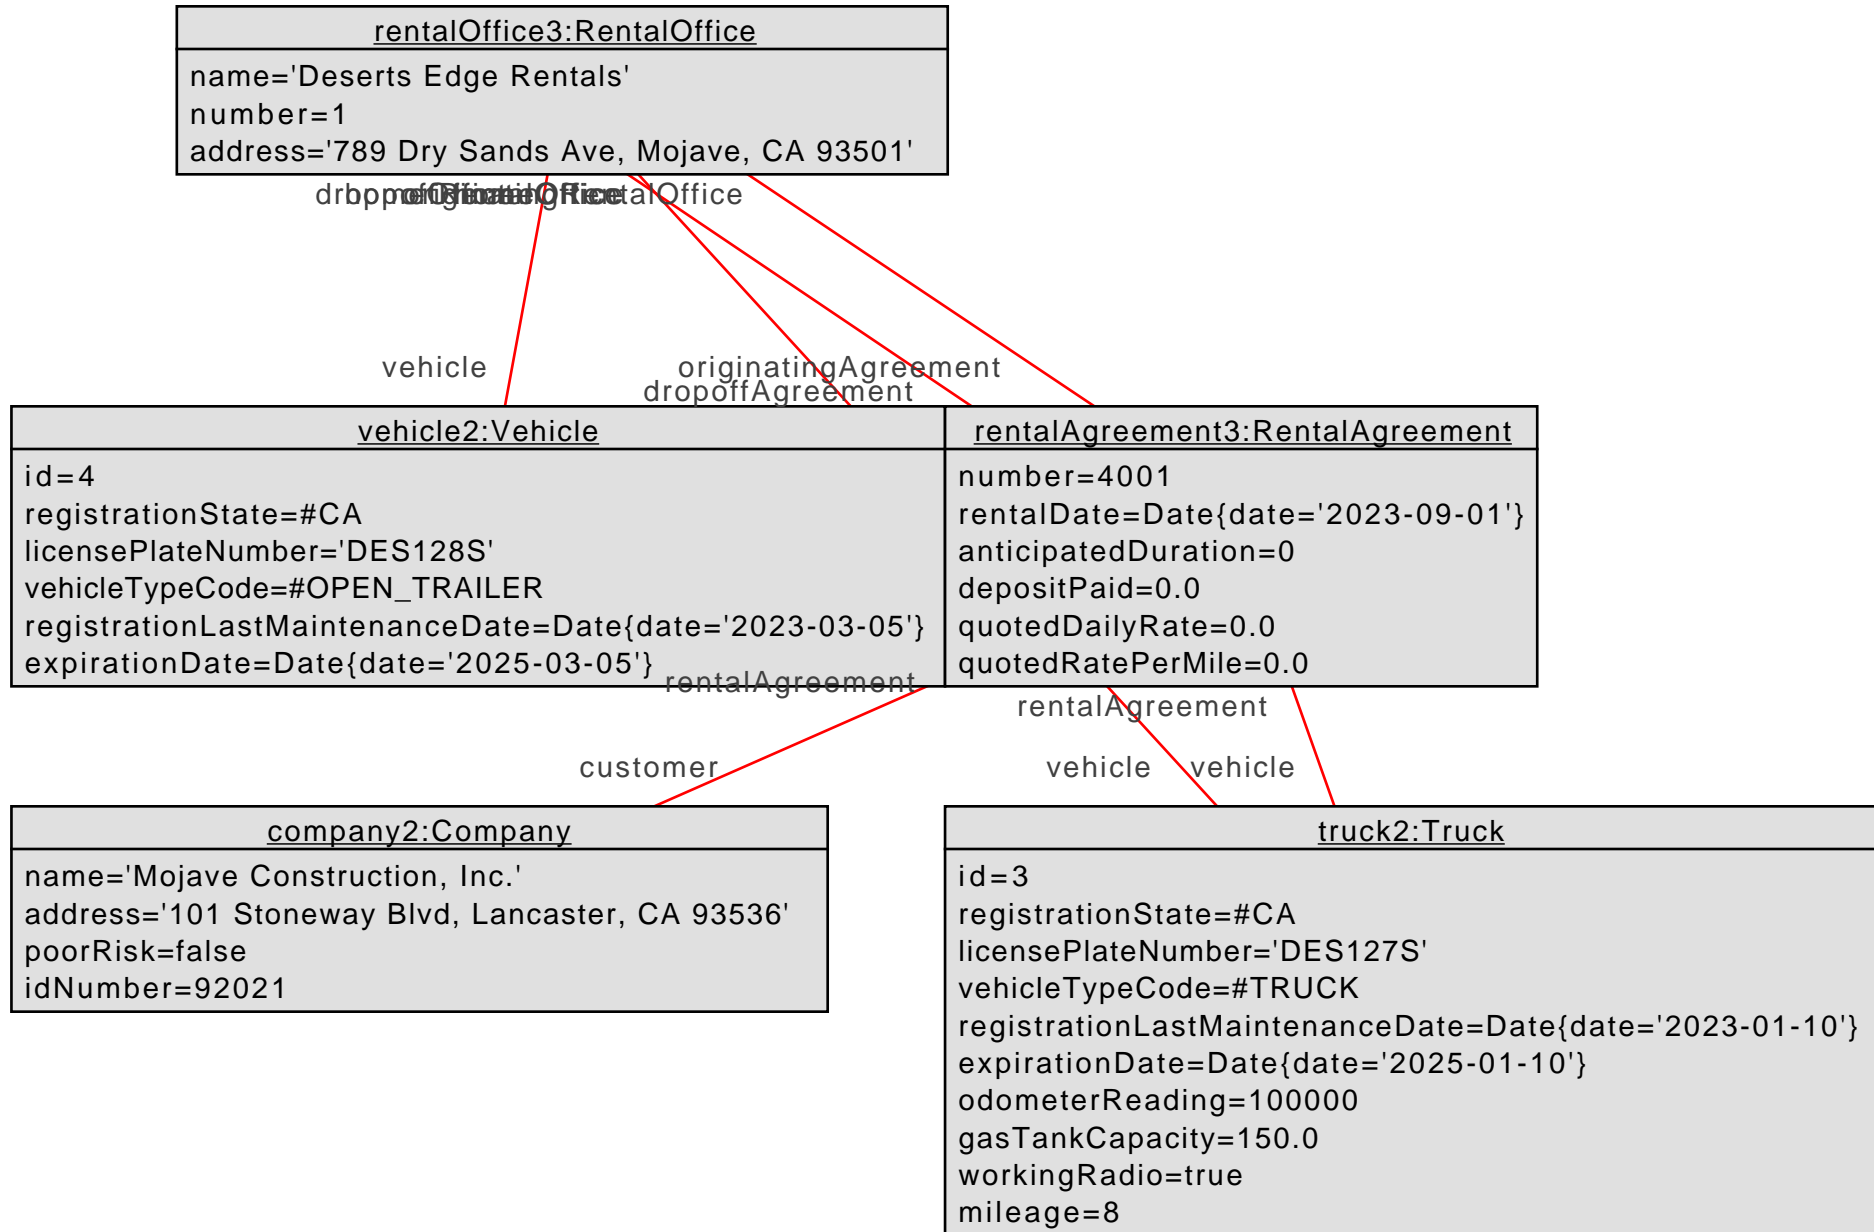 rentalOffice3:RentalOffice
name='Deserts Edge Rentals'
number=1
address='789 Dry Sands Ave, Mojave, CA 93501'
vehicle
originatingAgreement
dropoffAgreement
vehicle2:Vehicle
id=4
registrationState=#CA
licensePlateNumber='DES128S'
vehicleTypeCode=#OPEN_TRAILER
registrationLastMaintenanceDate=Date{date='2023-03-05'}
expirationDate=Date{date='2025-03-05'}
rentalAgreement3:RentalAgreement
number=4001
rentalDate=Date{date='2023-09-01'}
anticipatedDuration=0
depositPaid=0.0
quotedDailyRate=0.0
quotedRatePerMile=0.0
rentalAgreement
rentalAgreement
customer
vehicle
vehicle
company2:Company
name='Mojave Construction, Inc.'
address='101 Stoneway Blvd, Lancaster, CA 93536'
poorRisk=false
idNumber=92021
truck2:Truck
id=3
registrationState=#CA
licensePlateNumber='DES127S'
vehicleTypeCode=#TRUCK
registrationLastMaintenanceDate=Date{date='2023-01-10'}
expirationDate=Date{date='2025-01-10'}
odometerReading=100000
gasTankCapacity=150.0
workingRadio=true
mileage=8